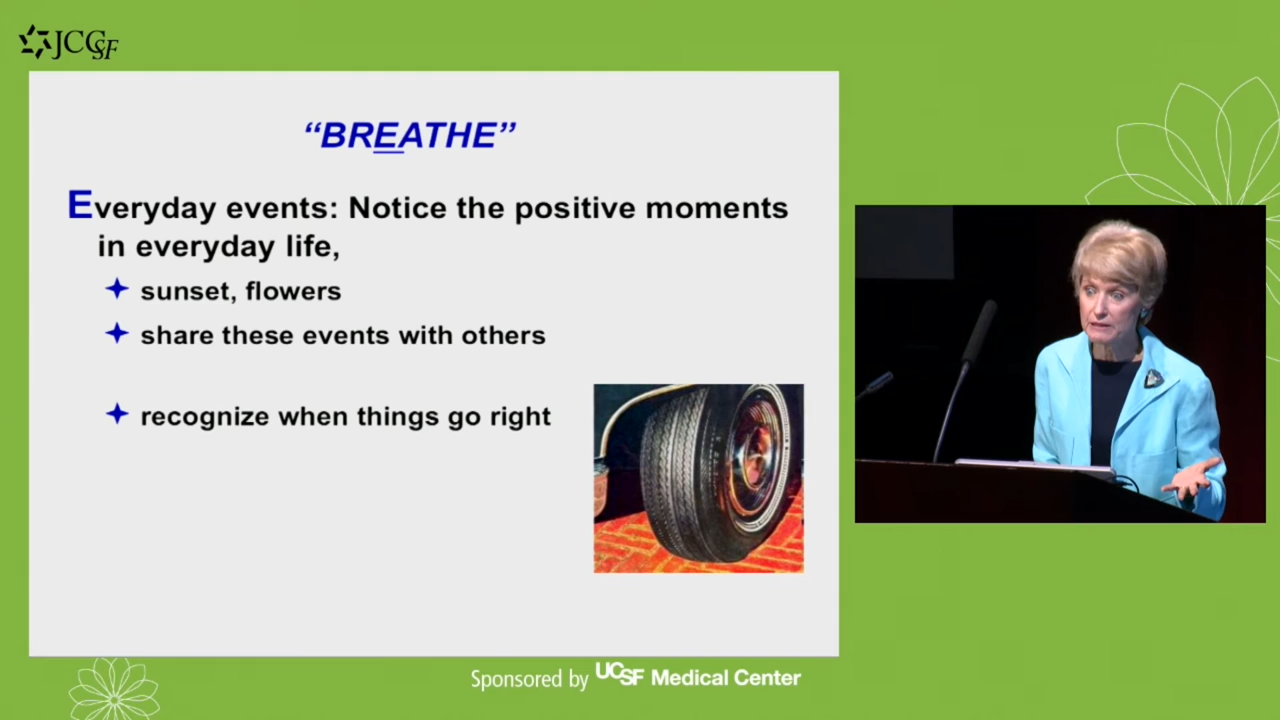 JCCSF
“BREATHE”
Everyday events: Notice the positive moments
in everyday life,
sunset, flowers
share these events with others
recognize when things go right
Sponsored by UCSF Medical Center